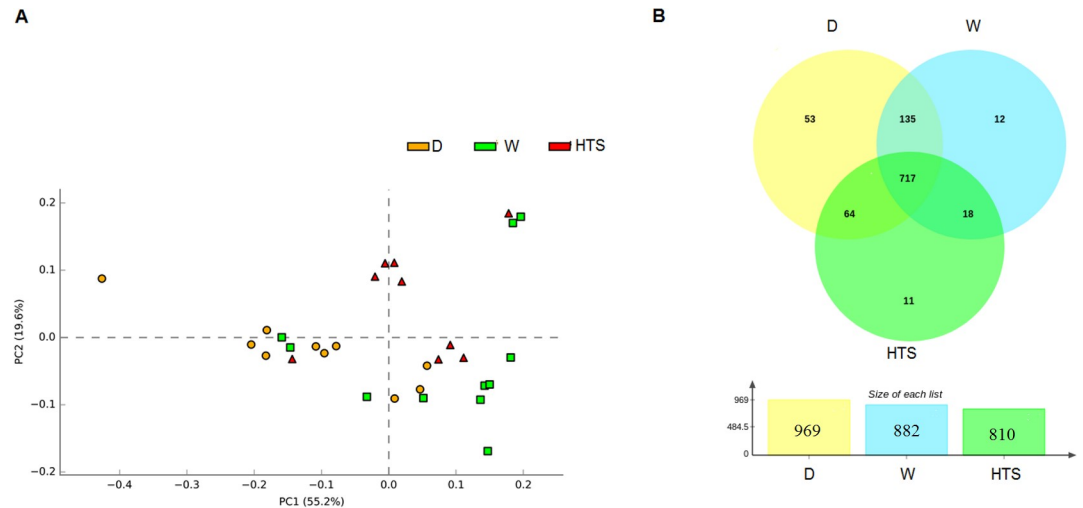 A
D W HTS
0.2
0.1
0.0
−0.1
−0.2
PC2 (19.6%)
−0.4 −0.3 −0.2 −0.1 0.0 0.1 0.2
PC1 (55.2%)
B
D W
53 135 12
717
64 18
11
HTS
Size of each list
969
484.5
0
969 882 810
D W HTS